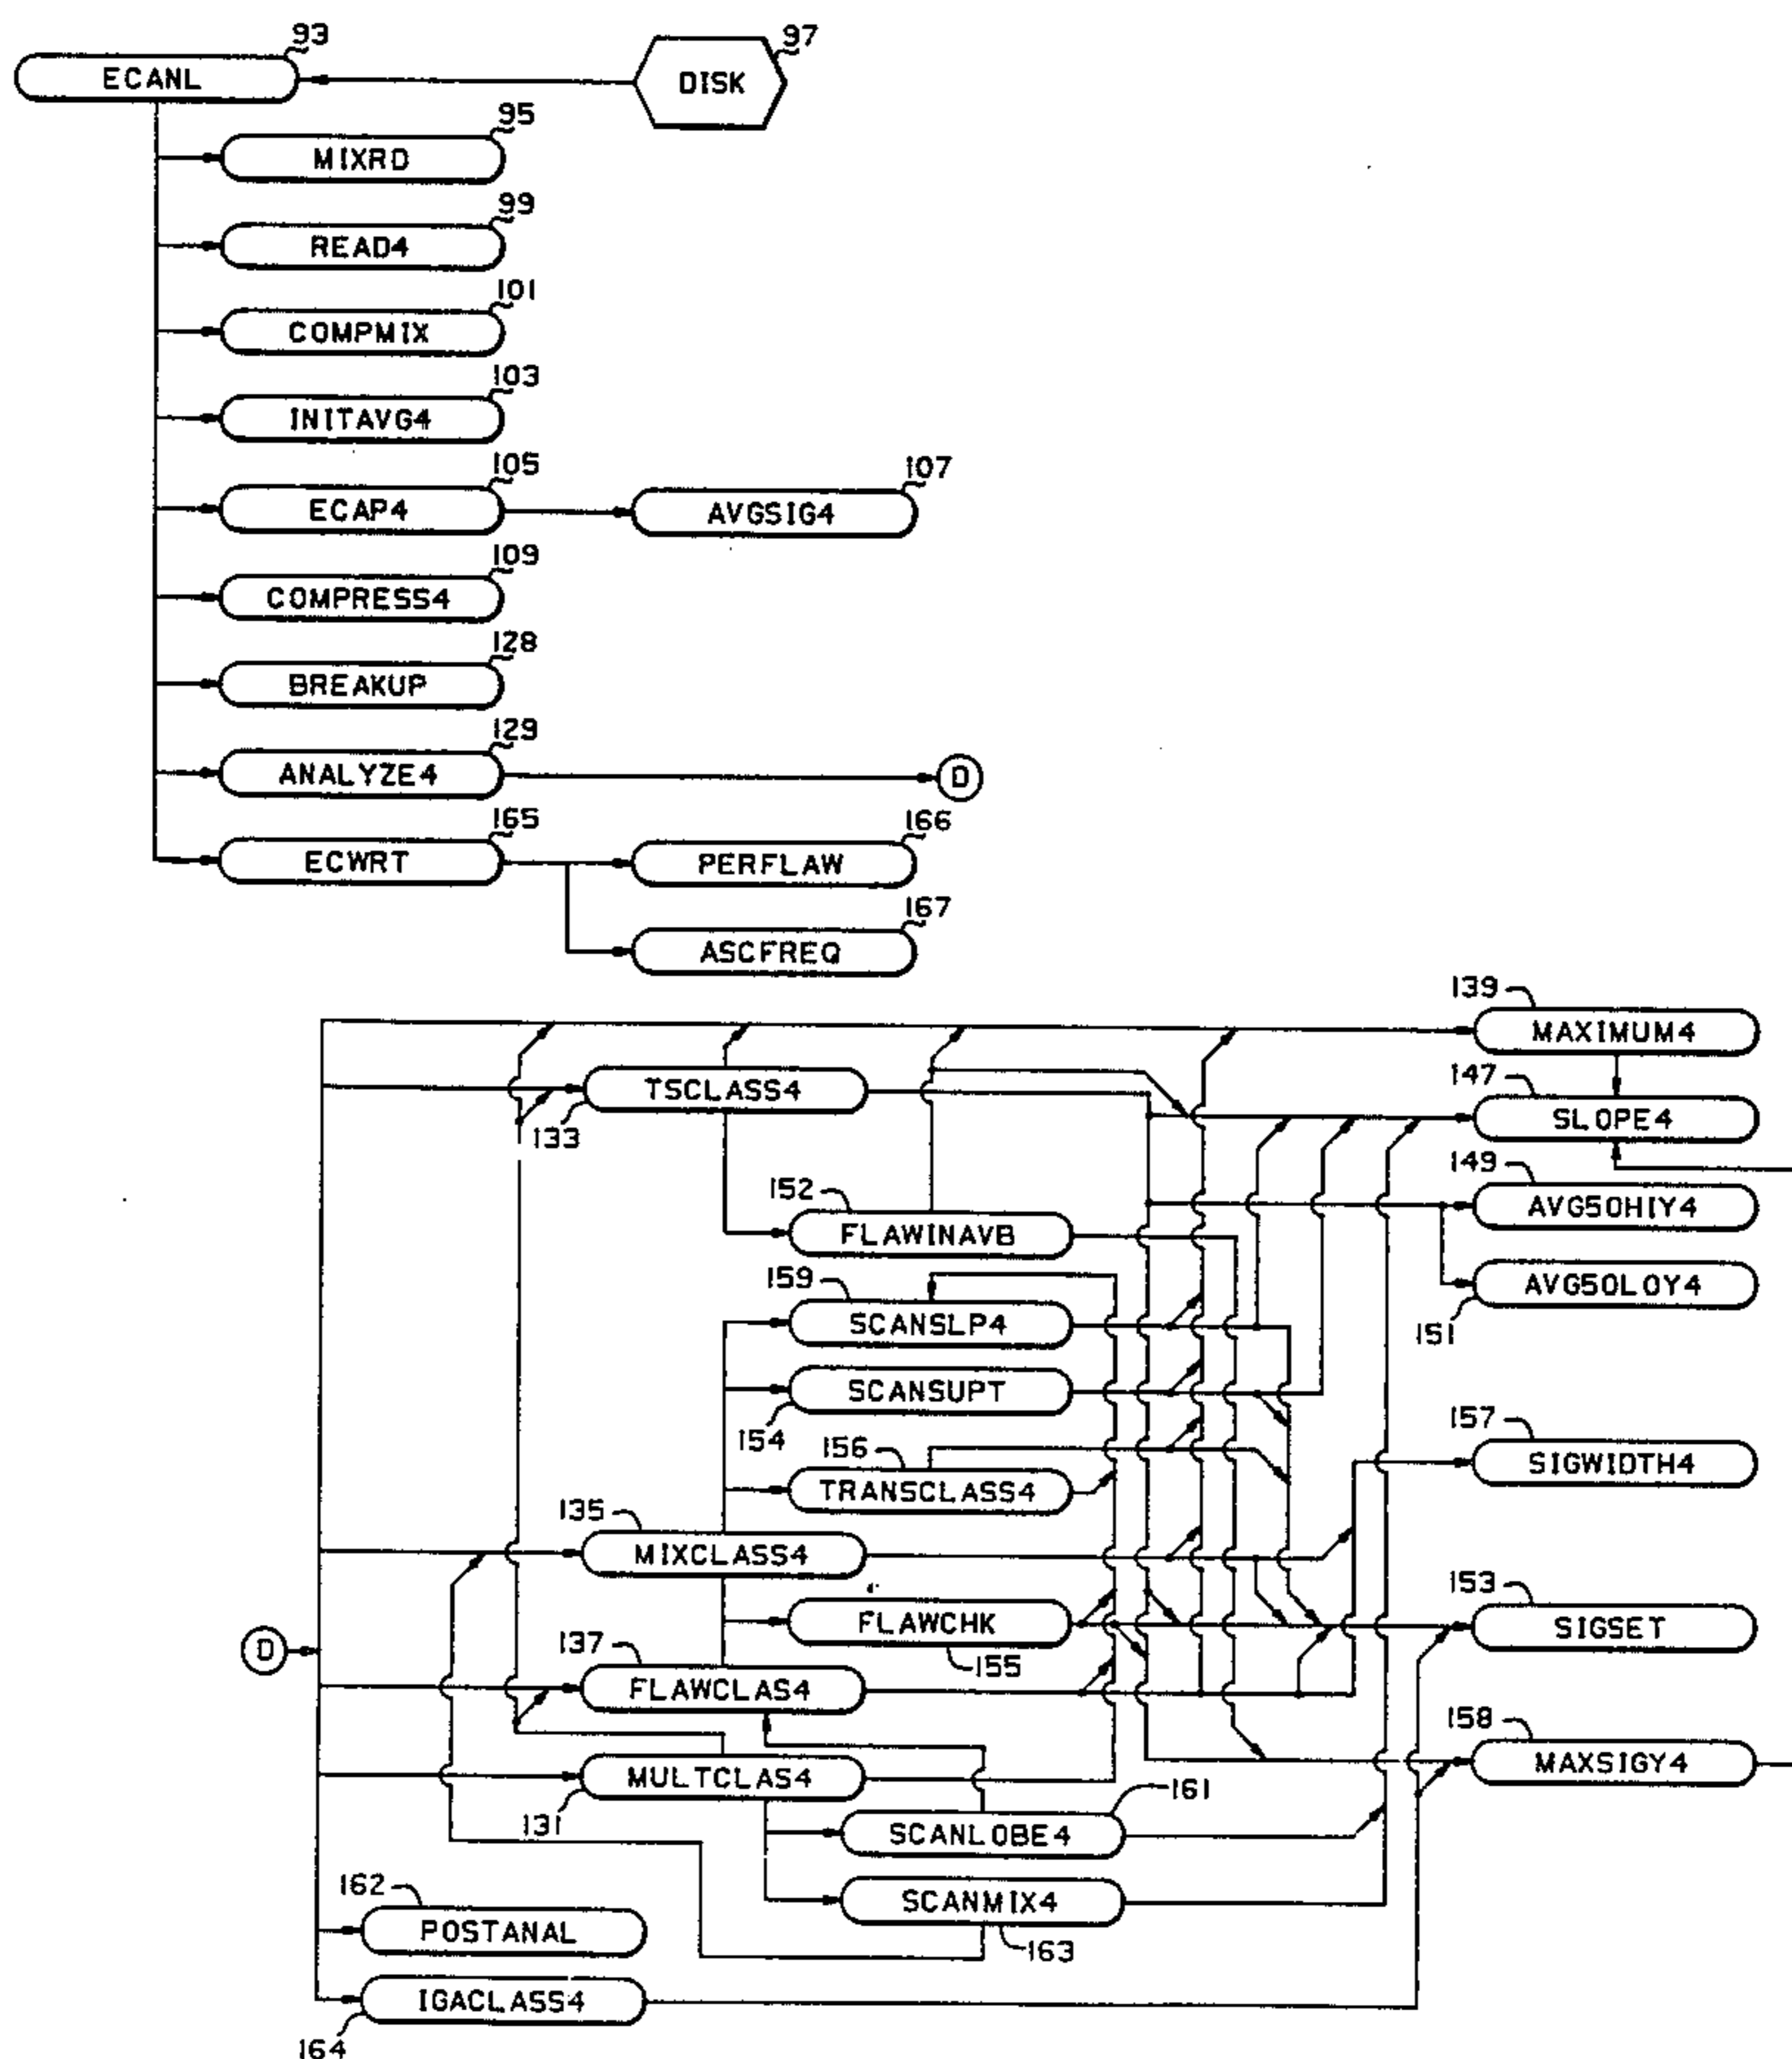 93
ECANL
97
DISK
95
MIXRD
99
READ4
101
COMPMIX
103
INITAVG4
105
ECAP4
107
AVGSIG4
109
COMPRESS4
128
BREAKUP
129
ANALYZE4
D
165
ECWRT
166
PERFLAW
167
ASCFREQ
139
MAXIMUM4
TSCLASS4
133
147
SLOPE4
149
AVG50HIY4
152
FLAWINAVB
AVG50LOY4
151
159
SCANSLP4
SCANSUPT
154
156
TRANSCLASS4
157
SIGWIDTH4
135
MIXCLASS4
FLAWCHK
155
153
SIGSET
D
137
FLAWCLAS4
158
MAXSIGY4
MULTCLAS4
131
161
SCANLOBE4
SCANMIX4
163
162
POSTANAL
IGACLASS4
164